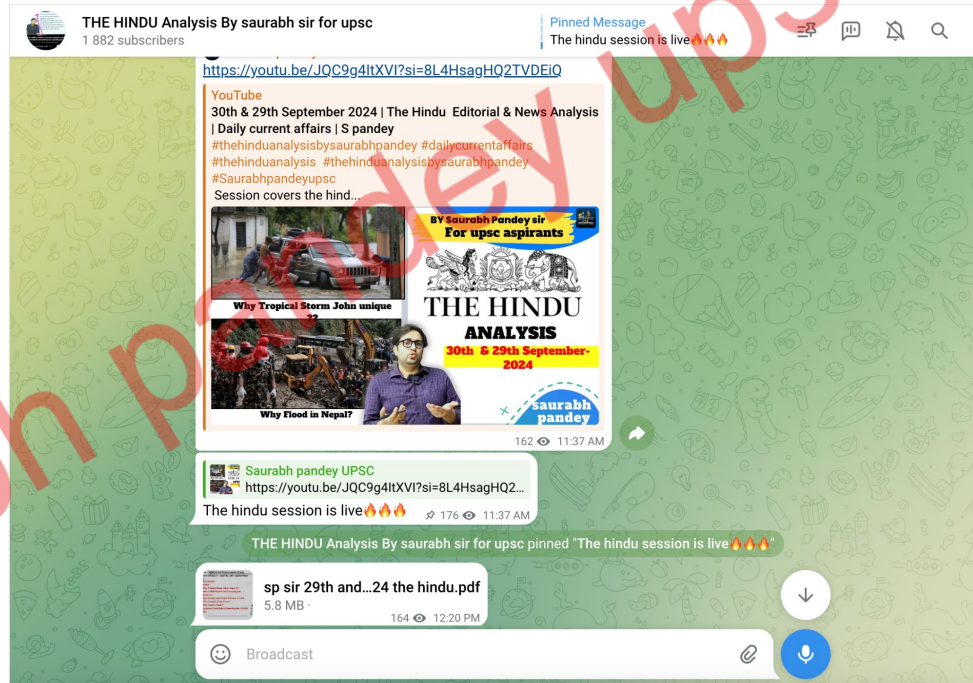 THE HINDU Analysis By saurabh sir for upsc
1 882 subscribers
Pinned Message
The hindu session is live🔥🔥🔥
https://youtu.be/JQC9g4ItXVI?si=8L4HsagHQ2TVDEiQ
YouTube
30th & 29th September 2024 | The Hindu Editorial & News Analysis
| Daily current affairs | S pandey
#thehinduanalysisbysaurabhpandey #dailycurrentaffairs
#thehinduanalysis #thehinduanalysisbysaurabhpandey
#Saurabhpandeyupsc
Session covers the hind...
BY Saurabh Pandey sir
For upsc aspirants
Why Tropical Storm John unique
??
THE HINDU
ANALYSIS
30th & 29th September-
2024
Why Flood in Nepal?
saurabh
pandey
162 11:37 AM
Saurabh pandey UPSC
https://youtu.be/JQC9g4ItXVI?si=8L4HsagHQ2...
The hindu session is live🔥🔥🔥
176 11:37 AM
THE HINDU Analysis By saurabh sir for upsc pinned "The hindu session is live🔥🔥🔥"
sp sir 29th and...24 the hindu.pdf
5.8 MB
164 12:20 PM
Broadcast
h pandey ups